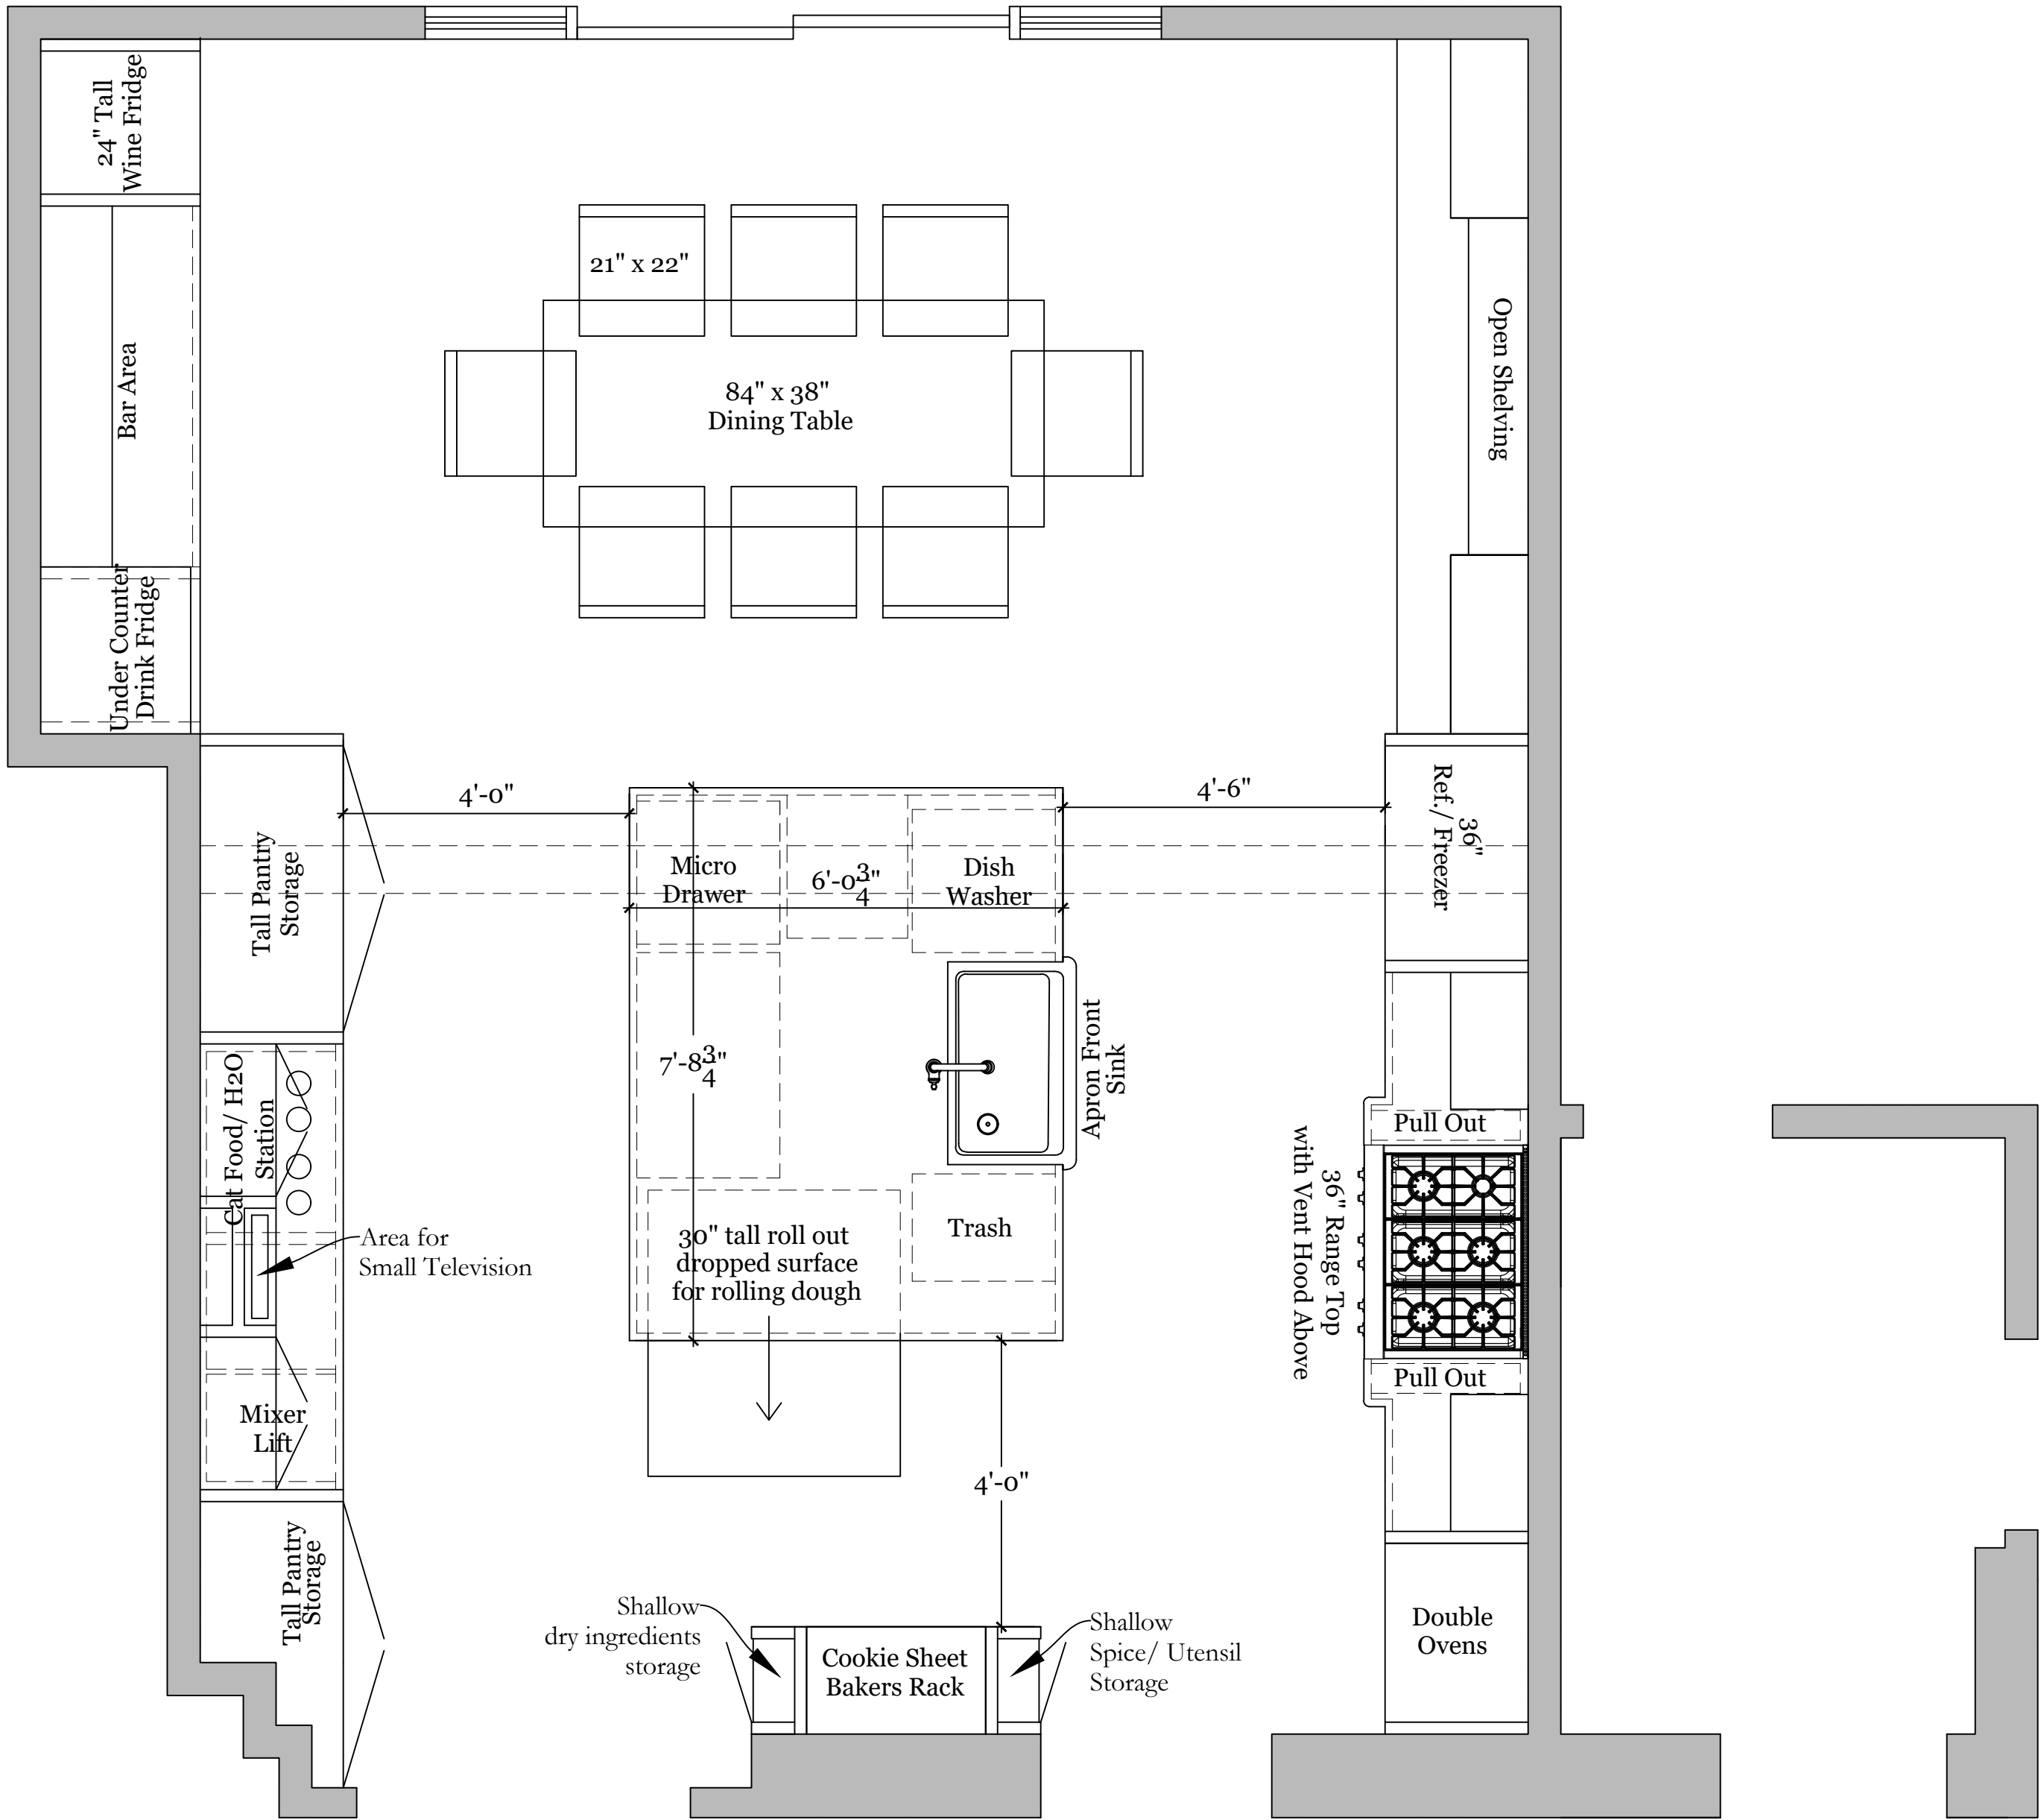 24" Tall
Wine Fridge
Bar Area
Under Counter
Drink Fridge
21" x 22"
84" x 38"
Dining Table
Open Shelving
4'-0"
4'-6"
36"
Ref./ Freezer
Tall Pantry
Storage
Micro
Drawer
6'-0 3/4"
Dish
Washer
7'-8 3/4"
Apron Front
Sink
Cat Food/ H2O
Station
Area for
Small Television
Mixer
Lift
Tall Pantry
Storage
30" tall roll out
dropped surface
for rolling dough
Trash
Pull Out
36" Range Top
with Vent Hood Above
Pull Out
4'-0"
Shallow
dry ingredients
storage
Cookie Sheet
Bakers Rack
Shallow
Spice/ Utensil
Storage
Double
Ovens